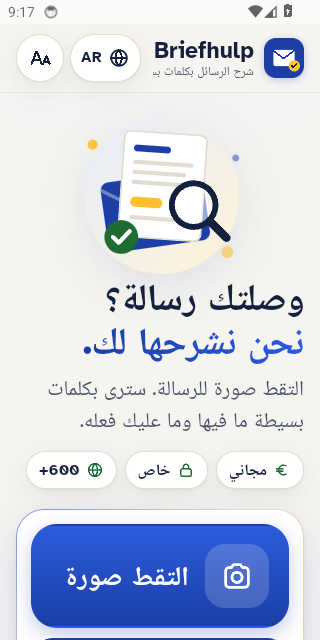 9:17
Briefhulp
شرح الرسائل بكلمات
AR
وصلتك رسالة؟
نحن نشرحها لك.
التقط صورة للرسالة. سترى بكلمات
بسيطة ما فيها وما عليك فعله.
مجاني
خاص
600+
التقط صورة